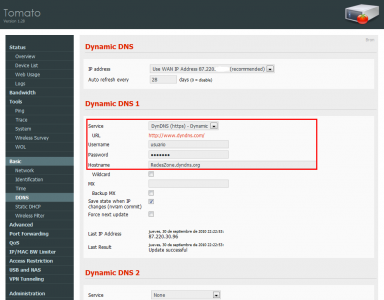 Tomato
Version 1.28
Status
Overview
Device List
Web Usage
Logs
Bandwidth
Tools
Ping
Trace
System
Wireless Survey
WOL
Basic
Network
Identification
Time
DDNS
Static DHCP
Wireless Filter
Advanced
Port Forwarding
QoS
IP/MAC BW Limiter
Access Restriction
USB and NAS
VPN Tunneling
Administration
Dynamic DNS
IP address Use WAN IP Address 87.220. (recommended)
Auto refresh every 28 days (0 = disable)
Dynamic DNS 1
Service DynDNS (https) - Dynamic
URL http://www.dyndns.com/
Username usuario
Password •••••••
Hostname RedesZone.dyndns.org
Wildcard
MX
Backup MX
Save state when IP
changes (nvram commit)
Force next update
Last IP Address jueves, 30 de septiembre de 2010 22:22:53:
87.220.30.96
Last Result jueves, 30 de septiembre de 2010 22:22:53:
Update successful
Dynamic DNS 2
Service None